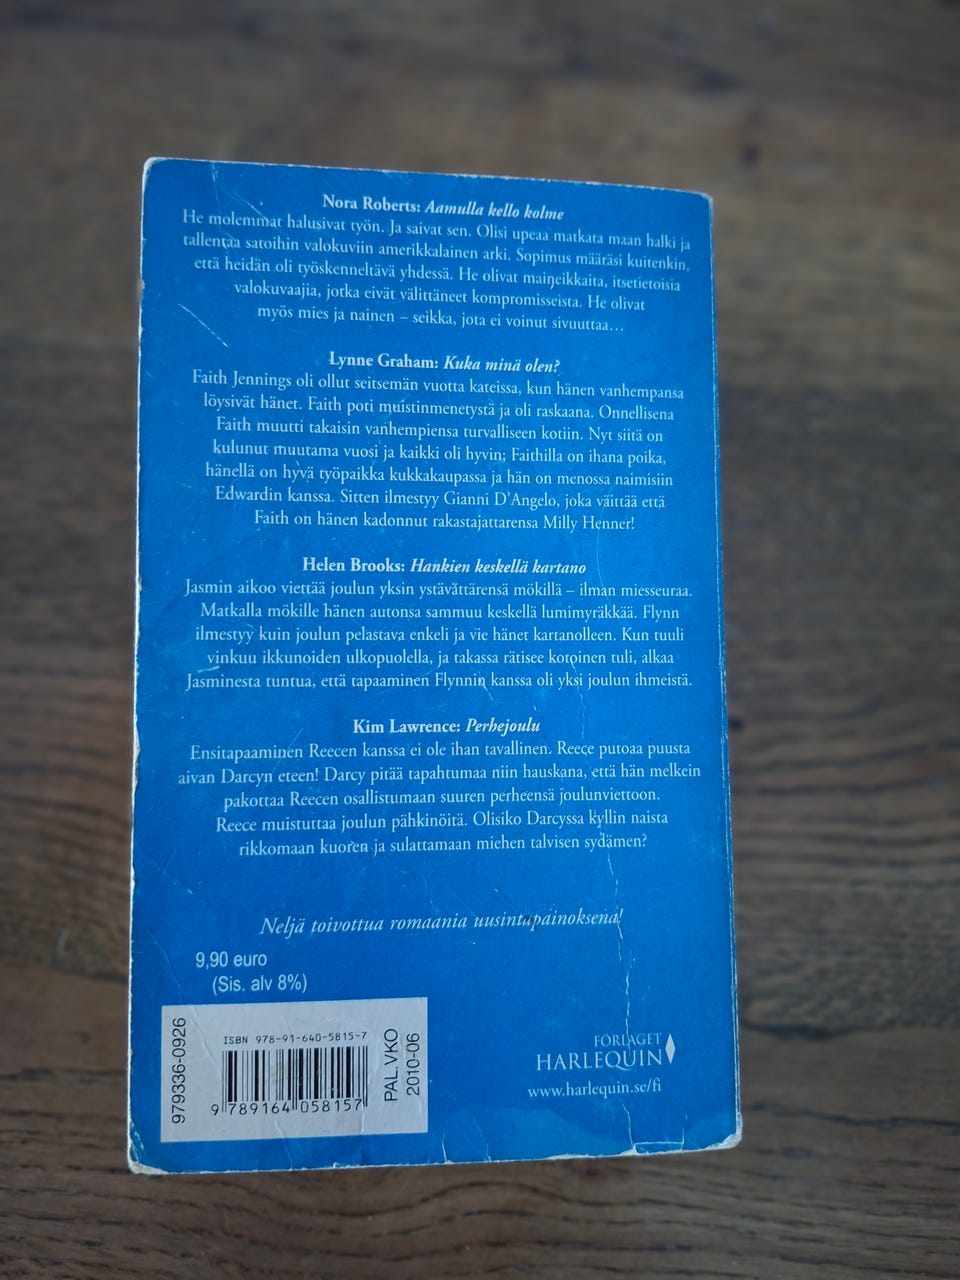 Nora Roberts: Aamulla kello kolme
He molemmat halusivat työn. Ja saivat sen. Olisi upeaa matkata maan halki ja
tallentaa satoihin valokuviin amerikkalainen arki. Sopimus määräsi kuitenkin,
että heidän oli työskenneltävä yhdessä. He olivat maineikkaita, itsetietoisia
valokuvaajia, jotka eivät välittäneet kompromisseista. He olivat
myös mies ja nainen – seikka, jota ei voinut sivuuttaa…
Lynne Graham: Kuka minä olen?
Faith Jennings oli ollut seitsemän vuotta kateissa, kun hänen vanhempansa
löysivät hänet. Faith poti muistinmenetystä ja oli raskaana. Onnellisena
Faith muutti takaisin vanhempiensa turvalliseen kotiin. Nyt siitä on
kulunut muutama vuosi ja kaikki oli hyvin; Faithilla on ihana poika,
hänellä on hyvä työpaikka kukkakaupassa ja hän on menossa naimisiin
Edwardin kanssa. Sitten ilmestyy Gianni D'Angelo, joka väittää että
Faith on hänen kadonnut rakastajattarensa Milly Henner!
Helen Brooks: Hankien keskellä kartano
Jasmin aikoo viettää joulun yksin ystävättärensä mökillä – ilman miesseuraa.
Matkalla mökille hänen autonsa sammuu keskellä lumimyräkkää. Flynn
ilmestyy kuin joulun pelastava enkeli ja vie hänet kartanolleen. Kun tuuli
vinkuu ikkunoiden ulkopuolella, ja takassa rätisee kotoinen tuli, alkaa
Jasminesta tuntua, että tapaaminen Flynnin kanssa oli yksi joulun ihmeistä.
Kim Lawrence: Perhejoulu
Ensitapaaminen Reecen kanssa ei ole ihan tavallinen. Reece putoaa puusta
aivan Darcyn eteen! Darcy pitää tapahtumaa niin hauskana, että hän melkein
pakottaa Reecen osallistumaan suuren perheensä joulunviettoon.
Reece muistuttaa joulun pähkinöitä. Olisiko Darcyssa kyllin naista
rikkomaan kuoren ja sulattamaan miehen talvisen sydämen?
Neljä toivottua romaania uusintapainoksena!
9,90 euro
(Sis. alv 8%)
979336-0926
ISBN 978-91-640-5815-7
9 789164 058157
PAL.VKO
2010-06
FÖRLAGET
HARLEQUIN
www.harlequin.se/fi